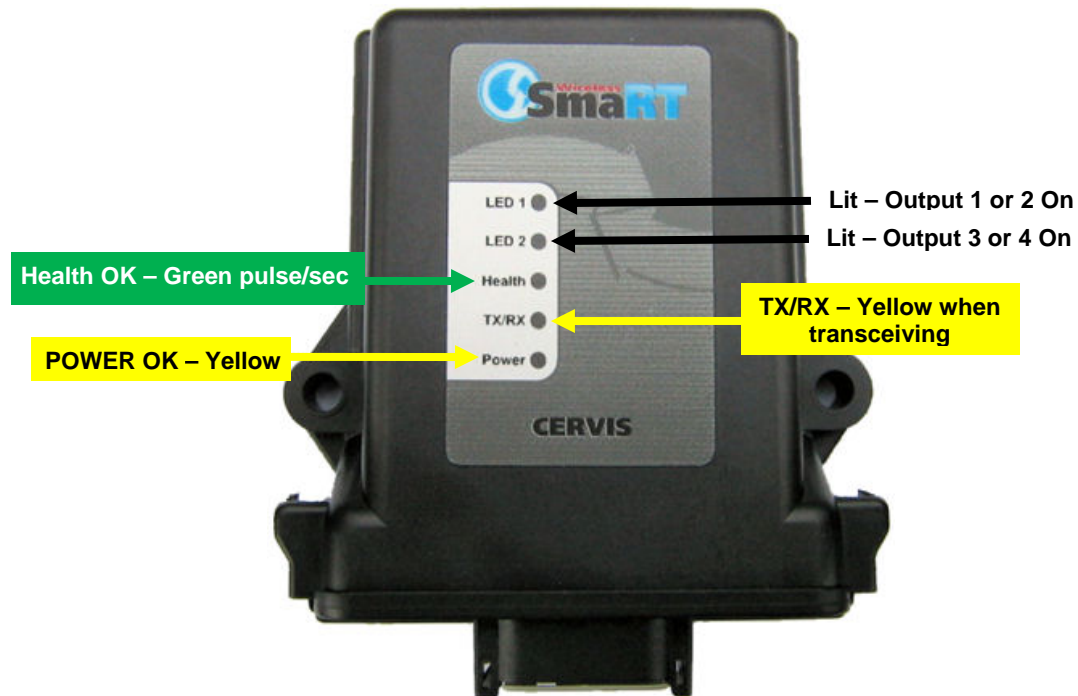 Wireless
SmaRT
LED 1
Lit – Output 1 or 2 On
LED 2
Lit – Output 3 or 4 On
Health OK – Green pulse/sec
Health
TX/RX
TX/RX – Yellow when
transceiving
POWER OK – Yellow
Power
CERVIS